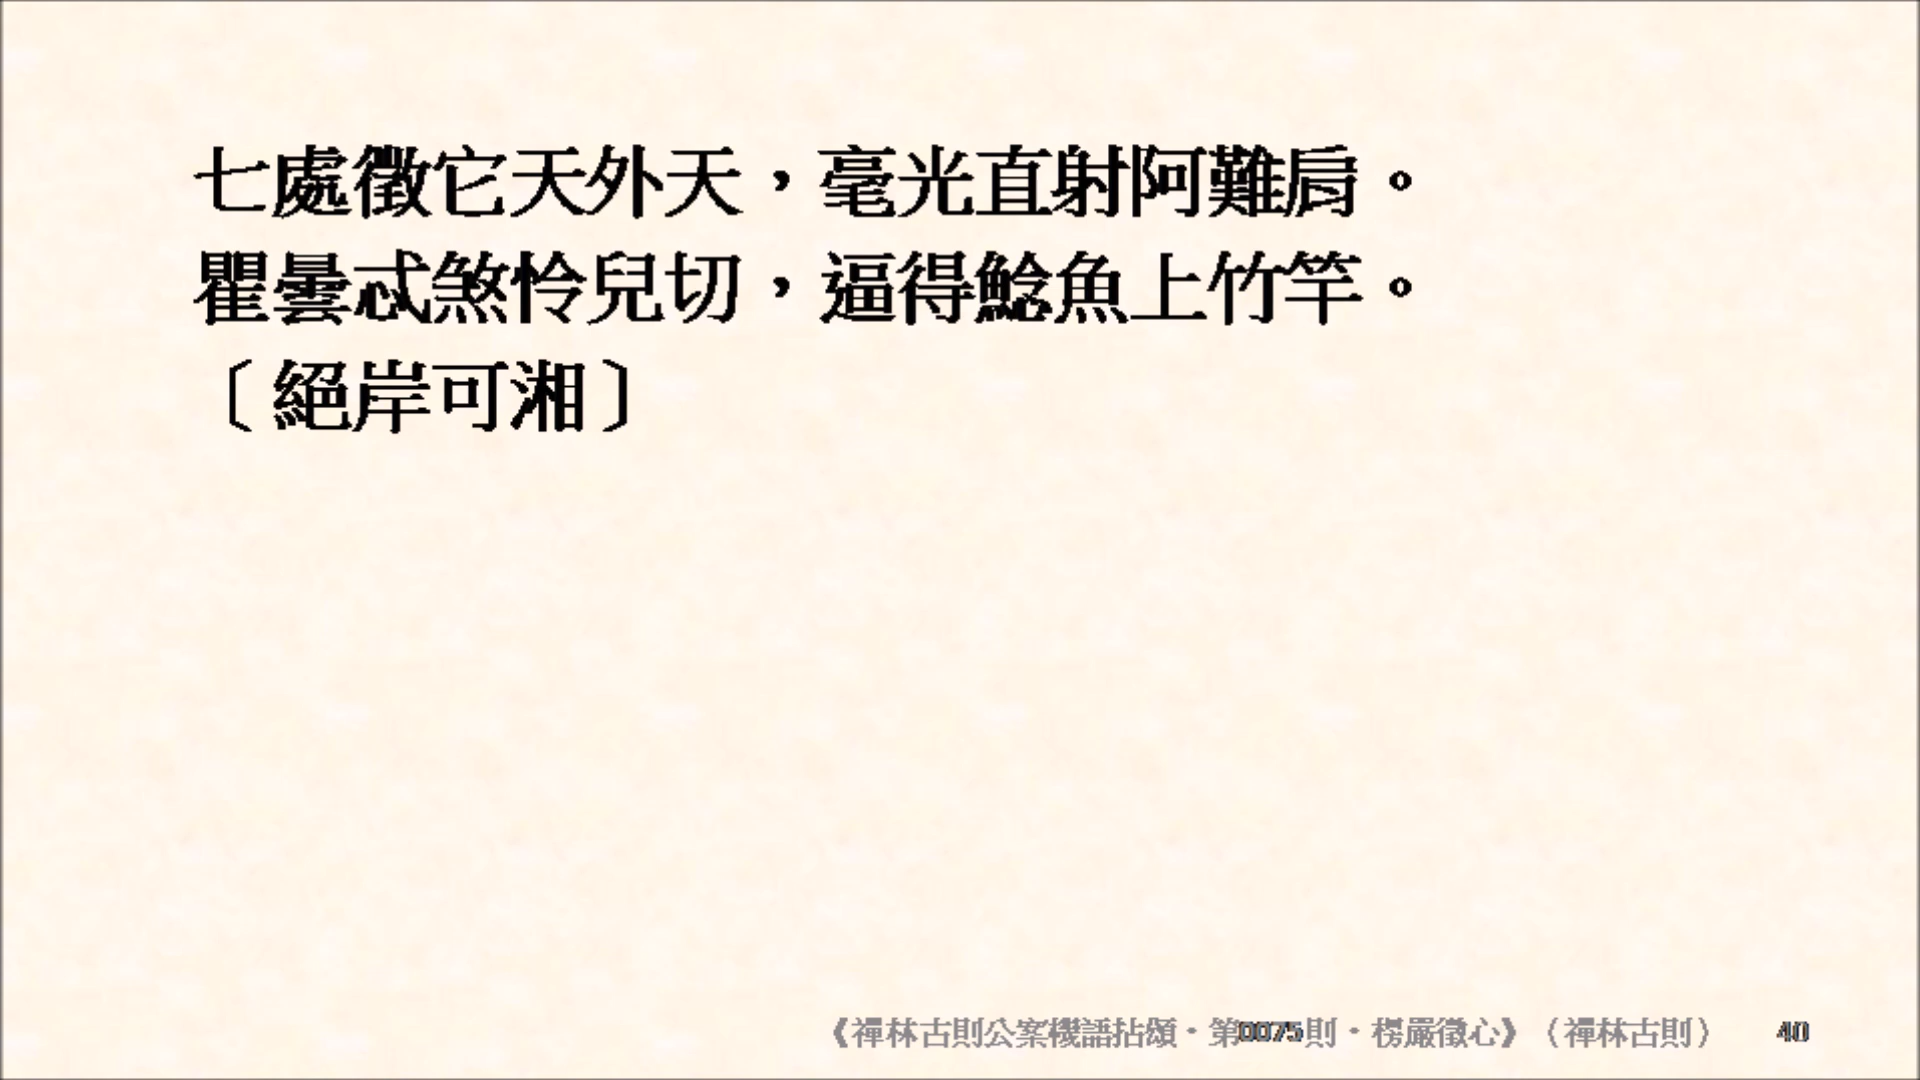 七處徵它天外天，毫光直射阿難肩。
瞿曇忒煞怜兒切，逼得鯰魚上竹竿。
〔絕岸可湘〕
《禪林古則公案機語拈頌．第0075則．楞嚴徵心》（禪林古則） 40